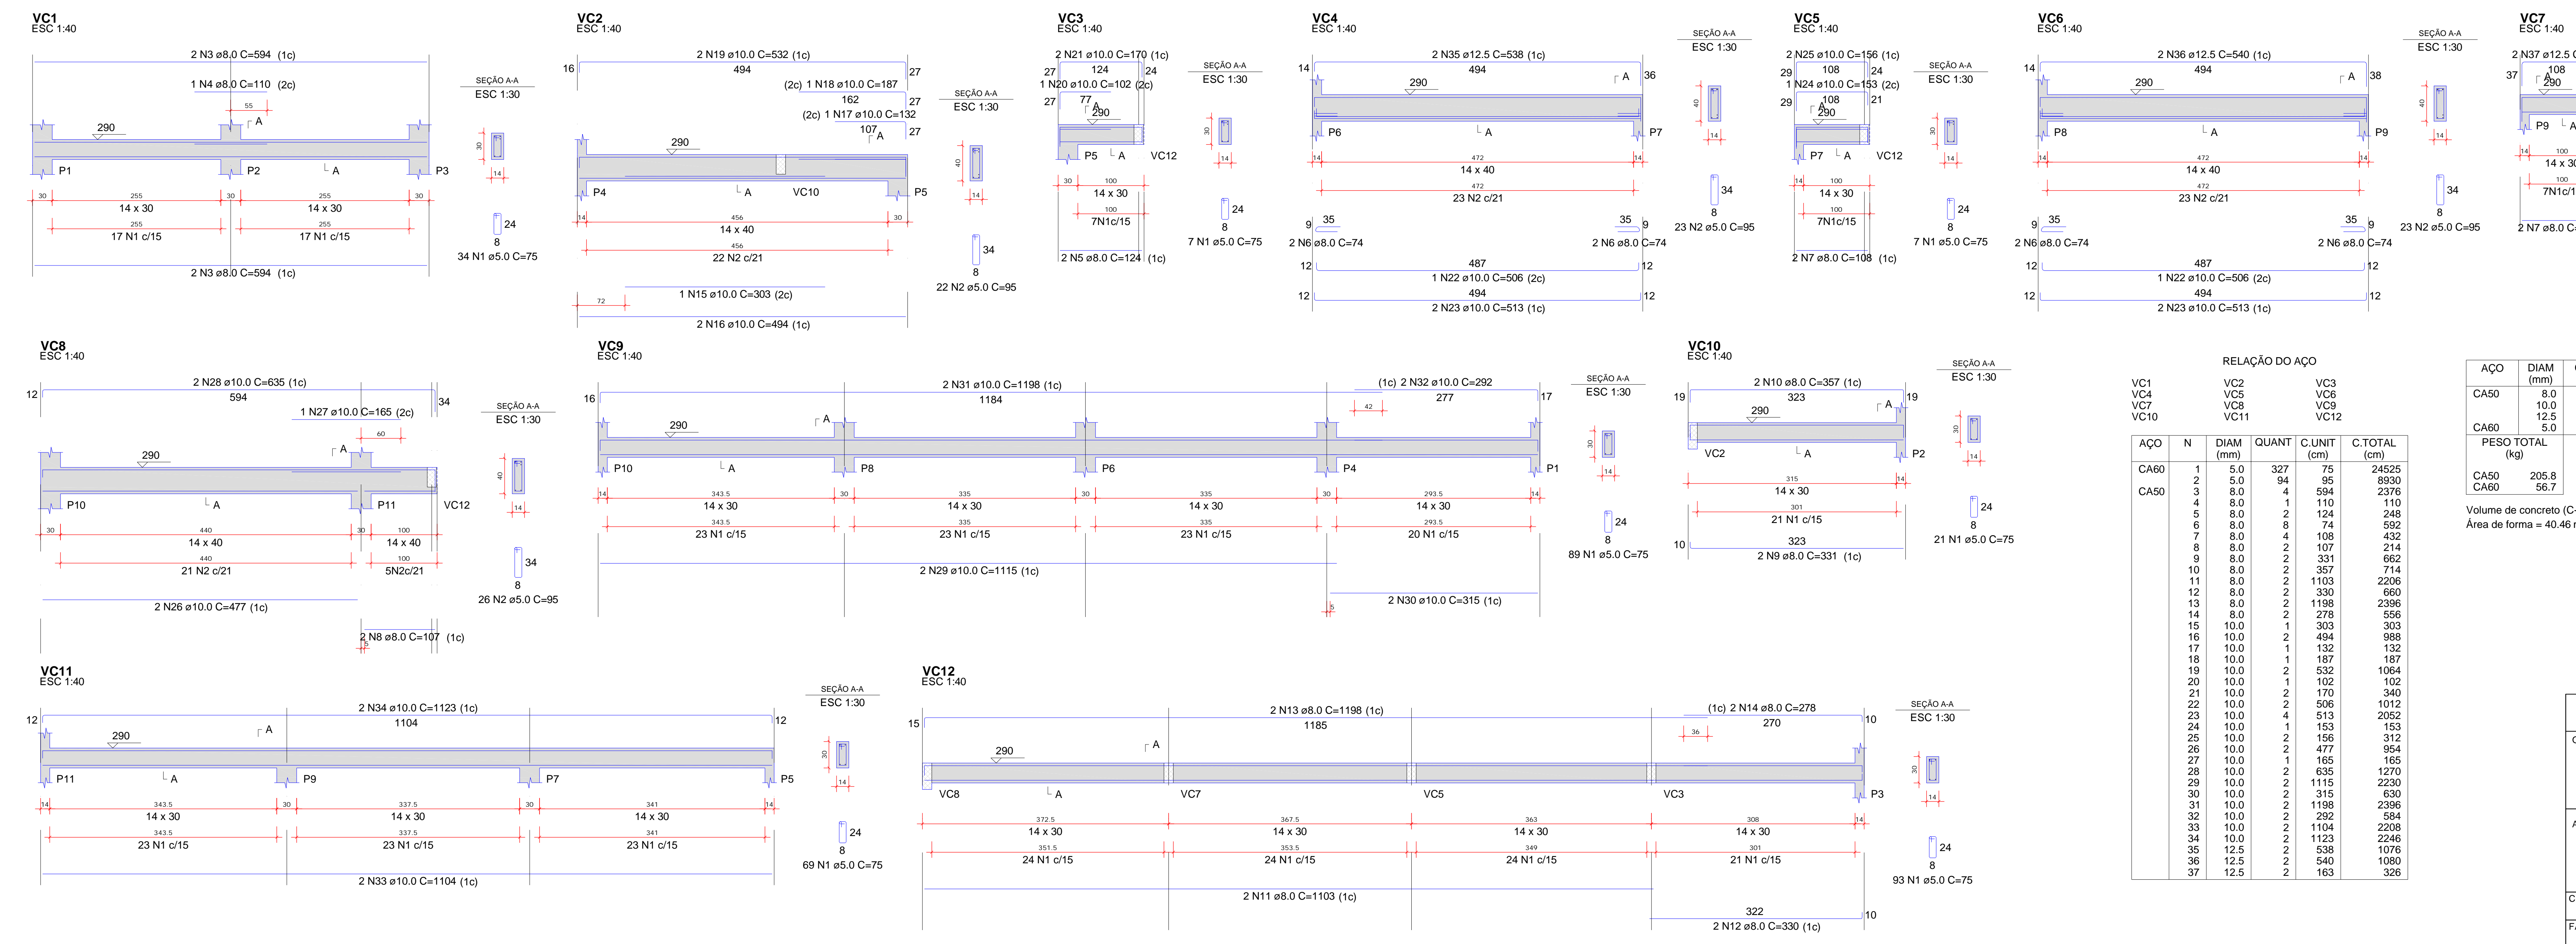 VC1
ESC 1:40
2 N3 ø8.0 C=594 (1c)
1 N4 ø8.0 C=110 (2c)
55
A
290
P1
A
P2
P3
30
255
30
255
30
14 x 30
14 x 30
255
255
17 N1 c/15
17 N1 c/15
2 N3 ø8.0 C=594 (1c)
SEÇÃO A-A
ESC 1:30
30
14
24
8
34 N1 ø5.0 C=75
VC2
ESC 1:40
2 N19 ø10.0 C=532 (1c)
16
494
27
(2c) 1 N18 ø10.0 C=187
162
27
(2c) 1 N17 ø10.0 C=132
107
27
A
290
P4
A
VC10
P5
14
456
30
14 x 40
456
22 N2 c/21
1 N15 ø10.0 C=303 (2c)
72
2 N16 ø10.0 C=494 (1c)
SEÇÃO A-A
ESC 1:30
40
14
34
8
22 N2 ø5.0 C=95
VC3
ESC 1:40
2 N21 ø10.0 C=170 (1c)
27
124
24
1 N20 ø10.0 C=102 (2c)
27
77
A
290
P5
A
VC12
30
100
14 x 30
100
7N1c/15
2 N5 ø8.0 C=124 (1c)
SEÇÃO A-A
ESC 1:30
30
14
24
8
7 N1 ø5.0 C=75
VC4
ESC 1:40
2 N35 ø12.5 C=538 (1c)
14
494
A
36
290
P6
A
P7
14
472
14
14 x 40
472
23 N2 c/21
9
35
35
9
2 N6 ø8.0 C=74
2 N6 ø8.0 C=74
12
487
12
1 N22 ø10.0 C=506 (2c)
12
494
12
2 N23 ø10.0 C=513 (1c)
SEÇÃO A-A
ESC 1:30
40
14
34
8
23 N2 ø5.0 C=95
VC5
ESC 1:40
2 N25 ø10.0 C=156 (1c)
29
108
24
1 N24 ø10.0 C=153 (2c)
29
108
21
A
290
P7
A
VC12
14
100
14 x 30
100
7N1c/15
2 N7 ø8.0 C=108 (1c)
SEÇÃO A-A
ESC 1:30
30
14
24
8
7 N1 ø5.0 C=75
VC6
ESC 1:40
2 N36 ø12.5 C=540 (1c)
14
494
A
38
290
P8
A
P9
14
472
14
14 x 40
472
23 N2 c/21
9
35
35
9
2 N6 ø8.0 C=74
2 N6 ø8.0 C=74
12
487
12
1 N22 ø10.0 C=506 (2c)
12
494
12
2 N23 ø10.0 C=513 (1c)
SEÇÃO A-A
ESC 1:30
40
14
34
8
23 N2 ø5.0 C=95
VC7
ESC 1:40
2 N37 ø12.5
108
37
A
290
P9
A
14
100
14 x 30
100
7N1c/1
2 N7 ø8.0 C=
VC8
ESC 1:40
2 N28 ø10.0 C=635 (1c)
12
594
34
1 N27 ø10.0 C=165 (2c)
60
A
290
P10
A
P11
VC12
30
440
30
100
14 x 40
14 x 40
440
100
21 N2 c/21
5N2c/21
2 N26 ø10.0 C=477 (1c)
2 N8 ø8.0 C=107 (1c)
5
SEÇÃO A-A
ESC 1:30
40
14
34
8
26 N2 ø5.0 C=95
VC9
ESC 1:40
2 N31 ø10.0 C=1198 (1c)
(1c) 2 N32 ø10.0 C=292
16
1184
277
17
42
A
290
P10
A
P8
P6
P4
P1
14
343.5
30
335
30
335
30
293.5
14
14 x 30
14 x 30
14 x 30
14 x 30
343.5
335
335
293.5
23 N1 c/15
23 N1 c/15
23 N1 c/15
20 N1 c/15
2 N29 ø10.0 C=1115 (1c)
2 N30 ø10.0 C=315 (1c)
5
SEÇÃO A-A
ESC 1:30
30
14
24
8
89 N1 ø5.0 C=75
VC10
ESC 1:40
2 N10 ø8.0 C=357 (1c)
19
323
19
A
290
VC2
A
P2
315
14
14 x 30
301
21 N1 c/15
10
323
2 N9 ø8.0 C=331 (1c)
SEÇÃO A-A
ESC 1:30
30
14
24
8
21 N1 ø5.0 C=75
RELAÇÃO DO AÇO
VC1 VC2 VC3
VC4 VC5 VC6
VC7 VC8 VC9
VC10 VC11 VC12
AÇO N DIAM QUANT C.UNIT C.TOTAL
(mm) (cm) (cm)
CA60 1 5.0 327 75 24525
2 5.0 94 95 8930
CA50 3 8.0 4 594 2376
4 8.0 1 110 110
5 8.0 2 124 248
6 8.0 8 74 592
7 8.0 4 108 432
8 8.0 2 107 214
9 8.0 2 331 662
10 8.0 2 357 714
11 8.0 2 1103 2206
12 8.0 2 330 660
13 8.0 2 1198 2396
14 8.0 2 278 556
15 10.0 1 303 303
16 10.0 2 494 988
17 10.0 1 132 132
18 10.0 1 187 187
19 10.0 2 532 1064
20 10.0 1 102 102
21 10.0 2 170 340
22 10.0 2 506 1012
23 10.0 4 513 2052
24 10.0 1 153 153
25 10.0 2 156 312
26 10.0 2 477 954
27 10.0 1 165 165
28 10.0 2 635 1270
29 10.0 2 1115 2230
30 10.0 2 315 630
31 10.0 2 1198 2396
32 10.0 2 292 584
33 10.0 2 1104 2208
34 10.0 2 1123 2246
35 12.5 2 538 1076
36 12.5 2 540 1080
37 12.5 2 163 326
AÇO DIAM
(mm)
CA50 8.0
10.0
12.5
CA60 5.0
PESO TOTAL
(kg)
CA50 205.8
CA60 56.7
Volume de concreto (C-
Área de forma = 40.46
VC11
ESC 1:40
2 N34 ø10.0 C=1123 (1c)
12
1104
12
A
290
P11
A
P9
P7
P5
14
343.5
30
337.5
30
341
14
14 x 30
14 x 30
14 x 30
343.5
337.5
341
23 N1 c/15
23 N1 c/15
23 N1 c/15
2 N33 ø10.0 C=1104 (1c)
SEÇÃO A-A
ESC 1:30
30
14
24
8
69 N1 ø5.0 C=75
VC12
ESC 1:40
2 N13 ø8.0 C=1198 (1c)
(1c) 2 N14 ø8.0 C=278
15
1185
270
10
36
A
290
VC8
A
VC7
VC5
VC3
P3
372.5
367.5
363
308
14
14 x 30
14 x 30
14 x 30
14 x 30
351.5
353.5
349
301
24 N1 c/15
24 N1 c/15
24 N1 c/15
21 N1 c/15
2 N11 ø8.0 C=1103 (1c)
322
10
2 N12 ø8.0 C=330 (1c)
SEÇÃO A-A
ESC 1:30
30
14
24
8
93 N1 ø5.0 C=75